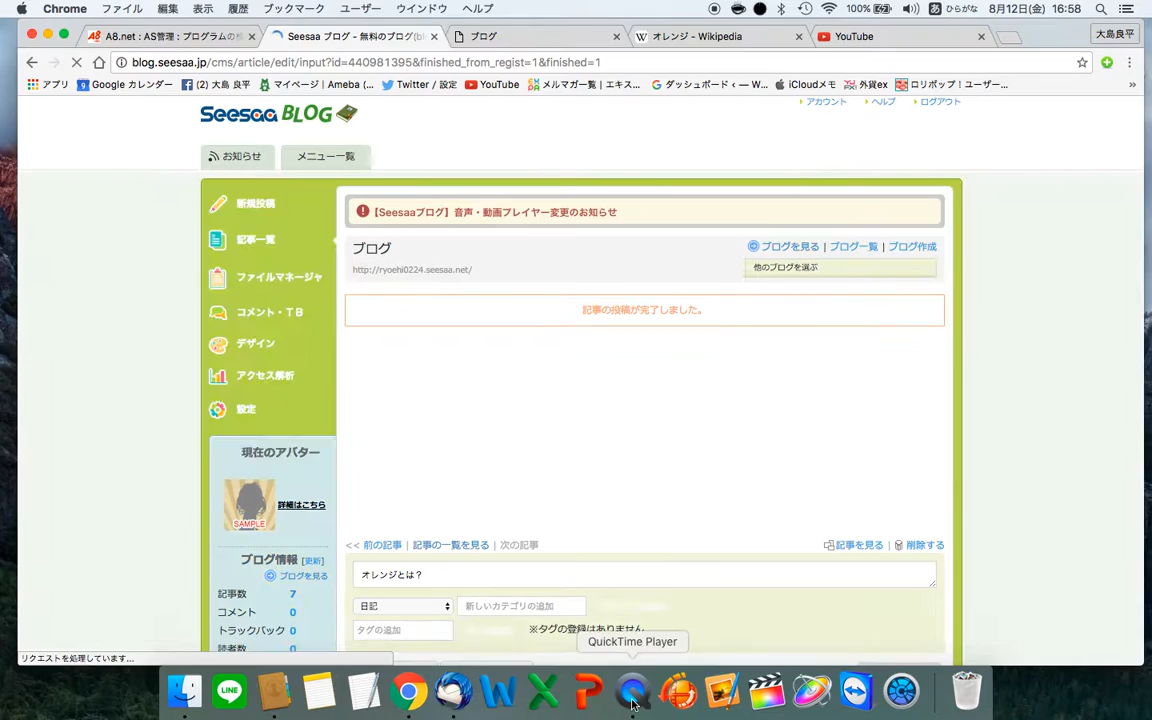 Chrome ファイル 編集 表示 履歴 ブックマーク ユーザー ウインドウ ヘルプ 100% あ ひらがな 8月12日(金) 16:58
A8.net : AS管理 : プログラムの検 Seesaa ブログ - 無料のブログ(bl ブログ オレンジ - Wikipedia YouTube 大島良平
blog.seesaa.jp/cms/article/edit/input?id=440981395&finished_from_regist=1&finished=1
アプリ Google カレンダー (2) 大島 良平 マイページ | Ameba (... Twitter / 設定 YouTube メルマガ一覧 | エキス... ダッシュボード ‹ — W... iCloudメモ 外貨ex ロリポップ！ユーザー... »
Seesaa BLOG
アカウント ヘルプ ログアウト
お知らせ メニュー一覧
新規投稿
記事一覧
ファイルマネージャ
コメント・TB
デザイン
アクセス解析
設定
現在のアバター
SAMPLE
詳細はこちら
ブログ情報 [更新]
ブログを見る
記事数 7
コメント 0
トラックバック 0
読者数
【Seesaaブログ】音声・動画プレイヤー変更のお知らせ
ブログ
http://ryoehi0224.seesaa.net/
ブログを見る | ブログ一覧 | ブログ作成
他のブログを選ぶ
記事の投稿が完了しました。
<< 前の記事 | 記事の一覧を見る | 次の記事 記事を見る | 削除する
オレンジとは？
日記 新しいカテゴリの追加
タグの追加 ※タグの登録はありません
QuickTime Player
リクエストを処理しています...
LINE